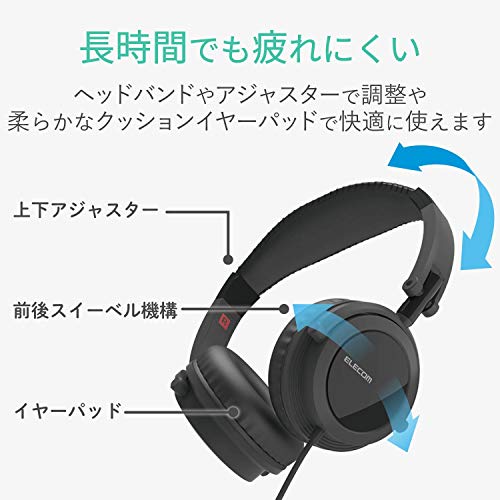 長時間でも疲れにくい
ヘッドバンドやアジャスターで調整や
柔らかなクッションイヤーパッドで快適に使えます
上下アジャスター
前後スイーベル機構
イヤーパッド
ELECOM